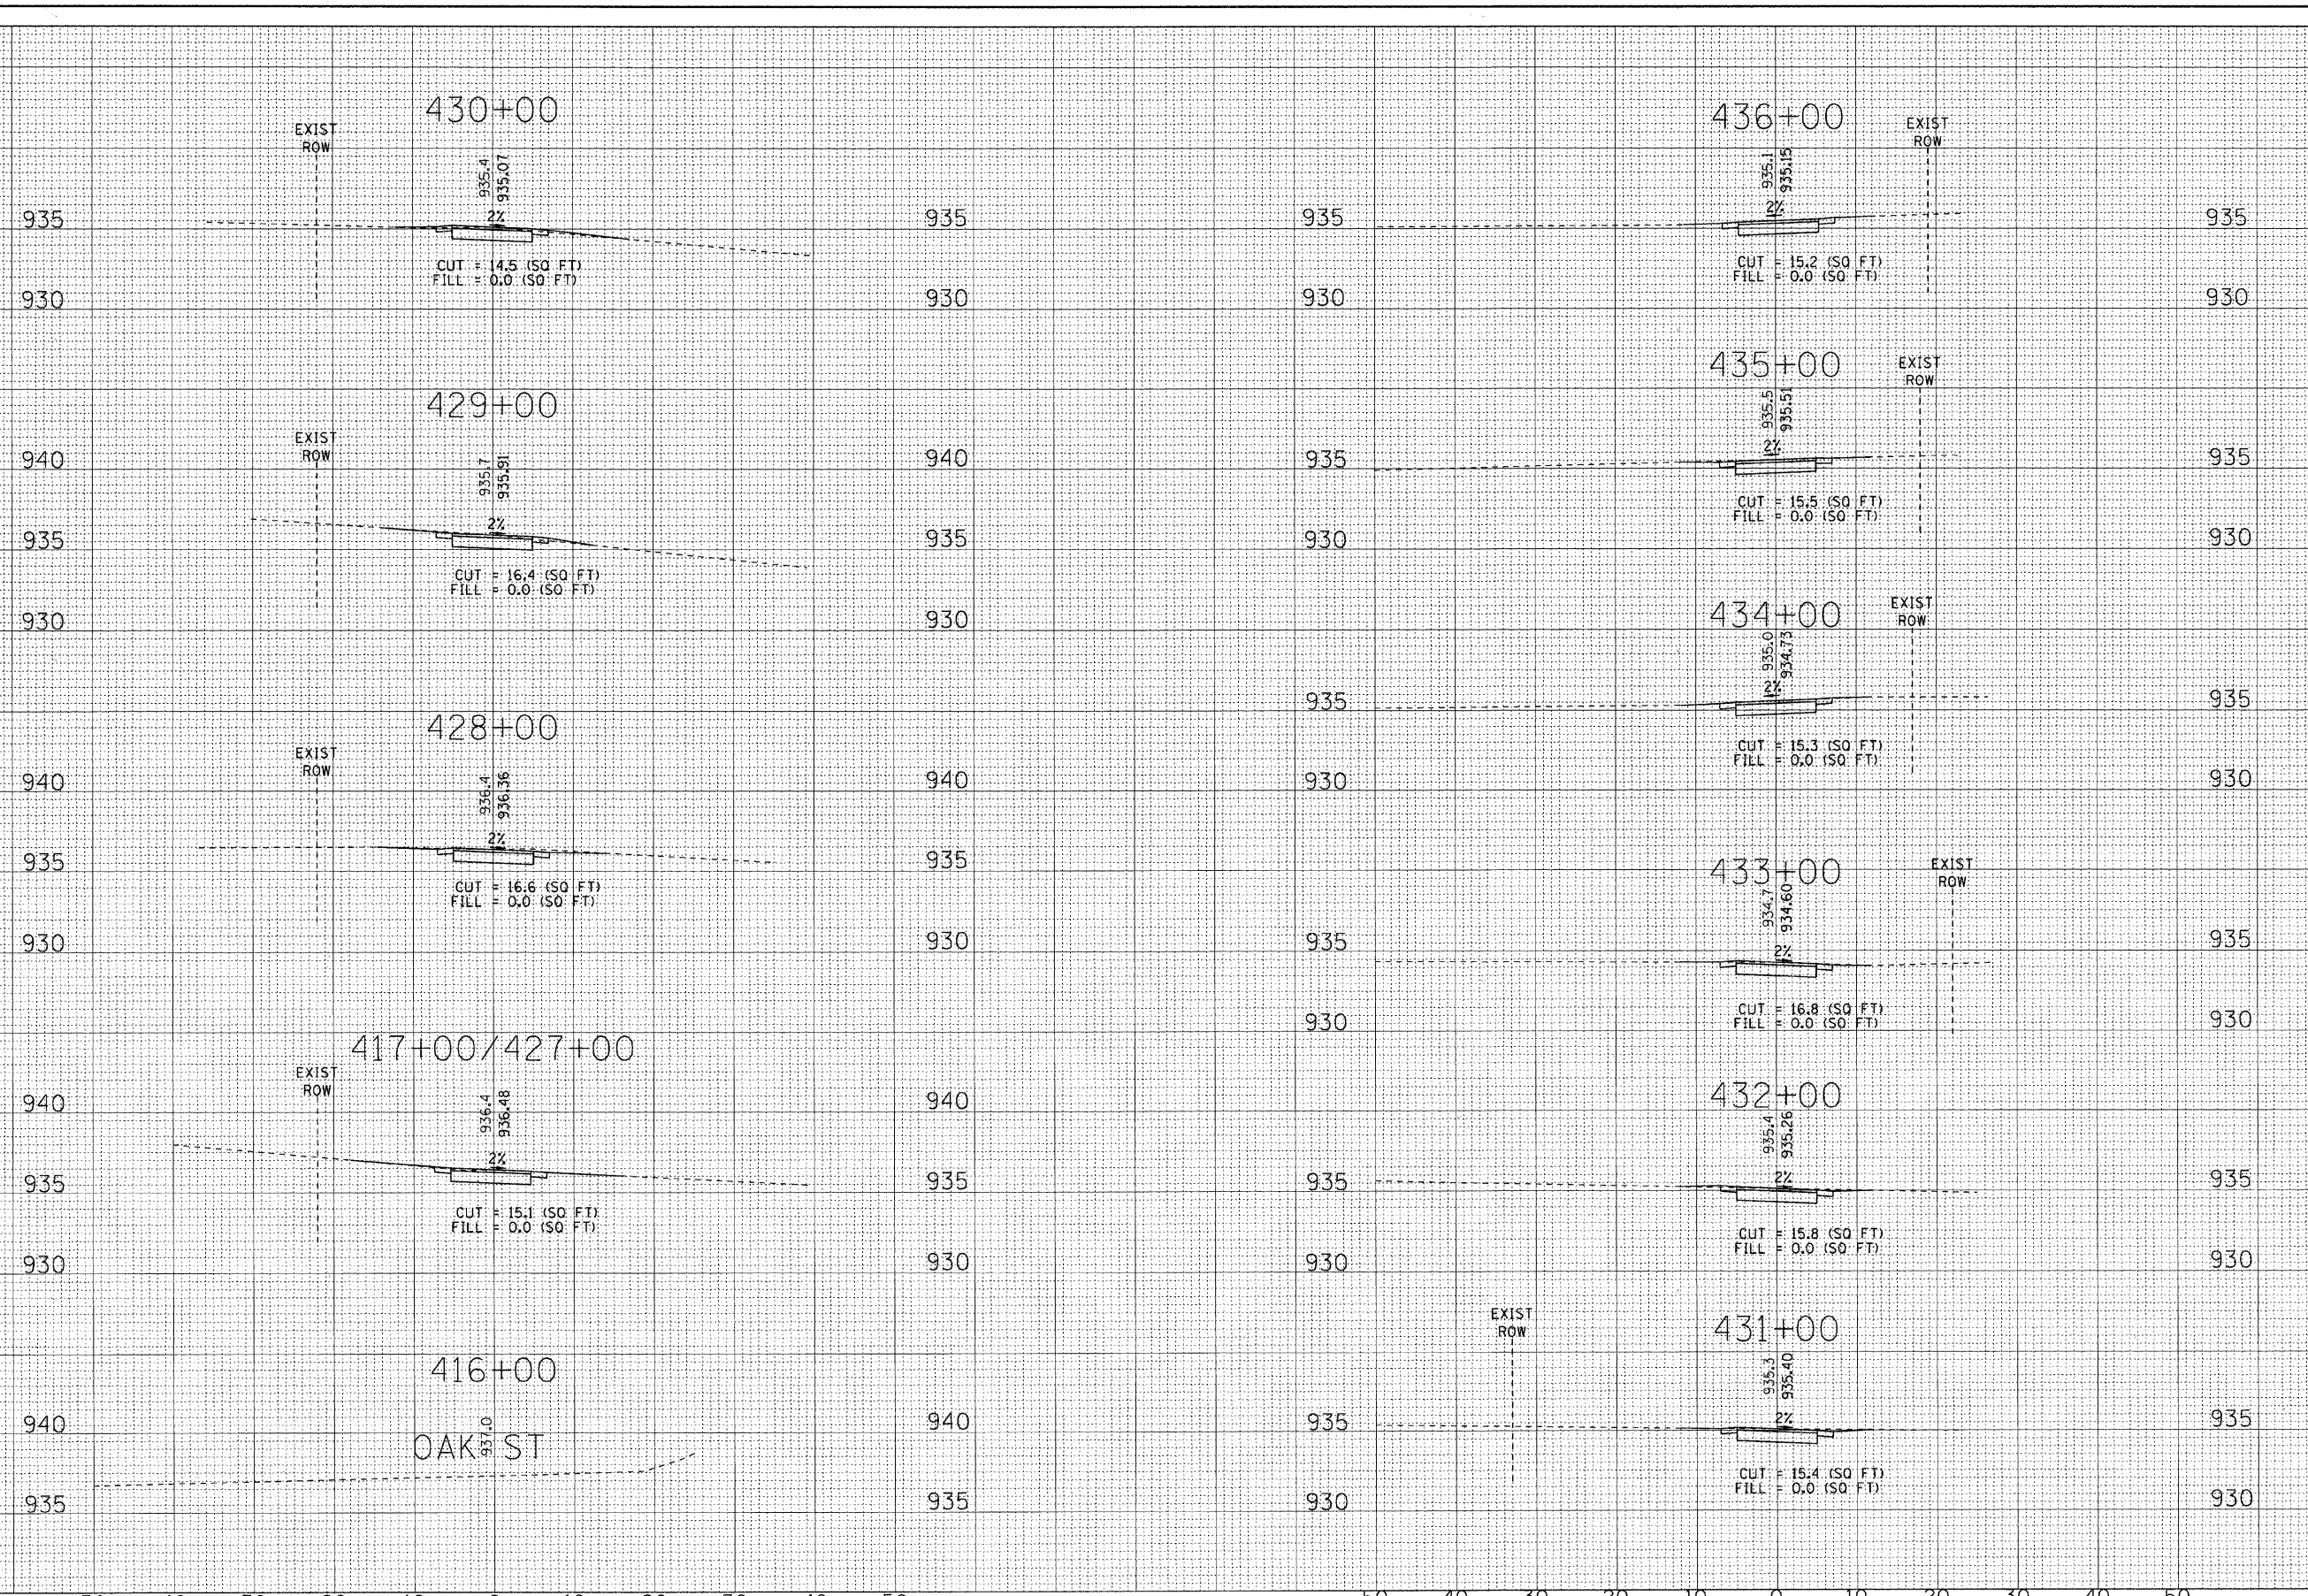 430+00
EXIST
ROW
935.4
935.07
2%
935 935
CUT = 14.5 (SQ FT)
FILL = 0.0 (SQ FT)
930 930
429+00
EXIST
ROW
935.7
935.91
940 940
2%
935 935
CUT = 16.4 (SQ FT)
FILL = 0.0 (SQ FT)
930 930
428+00
EXIST
ROW
936.4
936.36
940 940
2%
935 935
CUT = 16.6 (SQ FT)
FILL = 0.0 (SQ FT)
930 930
417+00/427+00
EXIST
ROW
936.4
936.48
940 940
2%
935 935
CUT = 15.1 (SQ FT)
FILL = 0.0 (SQ FT)
930 930
416+00
937.0
940 940
OAK ST
935 935
436+00
EXIST
ROW
935.1
935.15
2%
935 935
CUT = 15.2 (SQ FT)
FILL = 0.0 (SQ FT)
930 930
435+00
EXIST
ROW
935.5
935.51
2%
935 935
CUT = 15.5 (SQ FT)
FILL = 0.0 (SQ FT)
930 930
434+00
EXIST
ROW
935.0
934.73
2%
935 935
CUT = 15.3 (SQ FT)
FILL = 0.0 (SQ FT)
930 930
433+00
EXIST
ROW
934.7
934.60
935 935
2%
CUT = 16.8 (SQ FT)
FILL = 0.0 (SQ FT)
930 930
432+00
935.4
935.26
2%
935 935
CUT = 15.8 (SQ FT)
FILL = 0.0 (SQ FT)
930 930
431+00
EXIST
ROW
935.3
935.40
2%
935 935
CUT = 15.4 (SQ FT)
FILL = 0.0 (SQ FT)
930 930